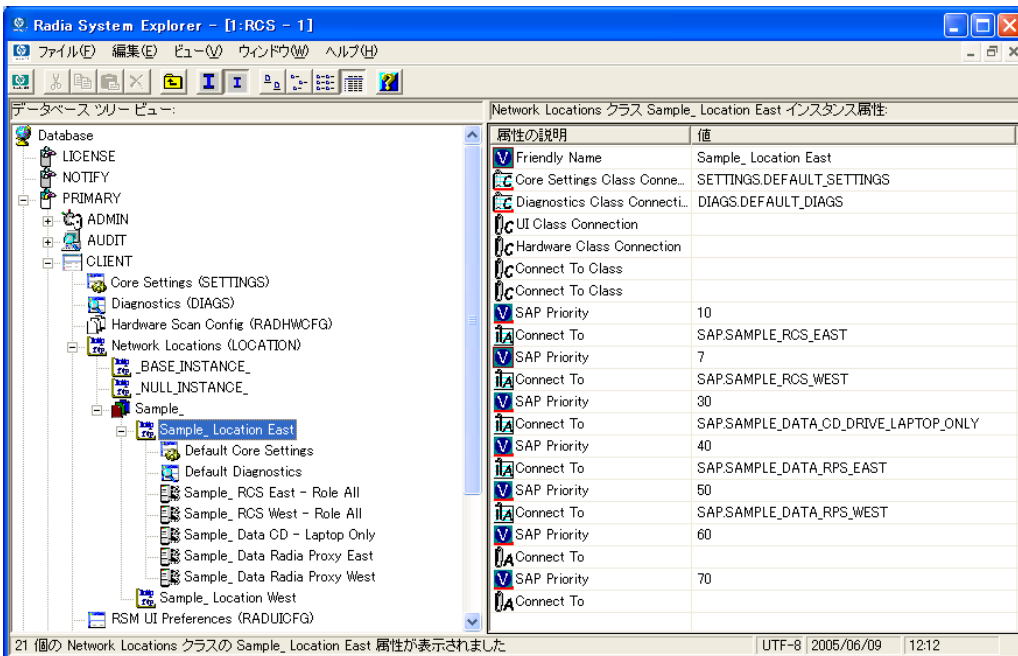 Radia System Explorer - [1:RCS - 1]
ファイル(F) 編集(E) ビュー(V) ウィンドウ(W) ヘルプ(H)
データベース ツリー ビュー:
Database
LICENSE
NOTIFY
PRIMARY
ADMIN
AUDIT
CLIENT
Core Settings (SETTINGS)
Diagnostics (DIAGS)
Hardware Scan Config (RADHWCFG)
Network Locations (LOCATION)
_BASE_INSTANCE_
_NULL_INSTANCE_
Sample_
Sample_ Location East
Default Core Settings
Default Diagnostics
Sample_ RCS East - Role All
Sample_ RCS West - Role All
Sample_ Data CD - Laptop Only
Sample_ Data Radia Proxy East
Sample_ Data Radia Proxy West
Sample_ Location West
RSM UI Preferences (RADUICFG)
Network Locations クラス Sample_ Location East インスタンス属性:
属性の説明 値
Friendly Name Sample_ Location East
Core Settings Class Conne... SETTINGS.DEFAULT_SETTINGS
Diagnostics Class Connecti... DIAGS.DEFAULT_DIAGS
UI Class Connection
Hardware Class Connection
Connect To Class
Connect To Class
SAP Priority 10
Connect To SAP.SAMPLE_RCS_EAST
SAP Priority 7
Connect To SAP.SAMPLE_RCS_WEST
SAP Priority 30
Connect To SAP.SAMPLE_DATA_CD_DRIVE_LAPTOP_ONLY
SAP Priority 40
Connect To SAP.SAMPLE_DATA_RPS_EAST
SAP Priority 50
Connect To SAP.SAMPLE_DATA_RPS_WEST
SAP Priority 60
Connect To
SAP Priority 70
Connect To
21 個の Network Locations クラスの Sample_ Location East 属性が表示されました UTF-8 2005/06/09 12:12